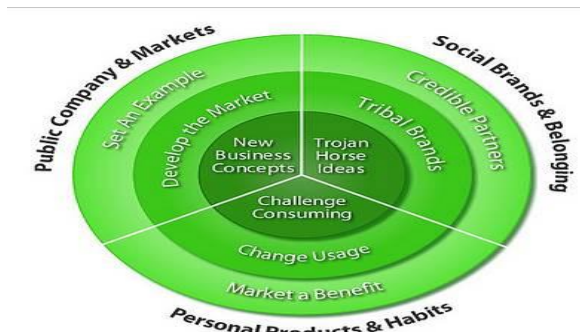 Public Company & Markets
Social Brands & Belonging
Set An Example
Credible Partners
Develop the Market
Tribal Brands
New
Business
Concepts
Trojan
Horse
Ideas
Challenge
Consuming
Change Usage
Market a Benefit
Personal Products & Habits